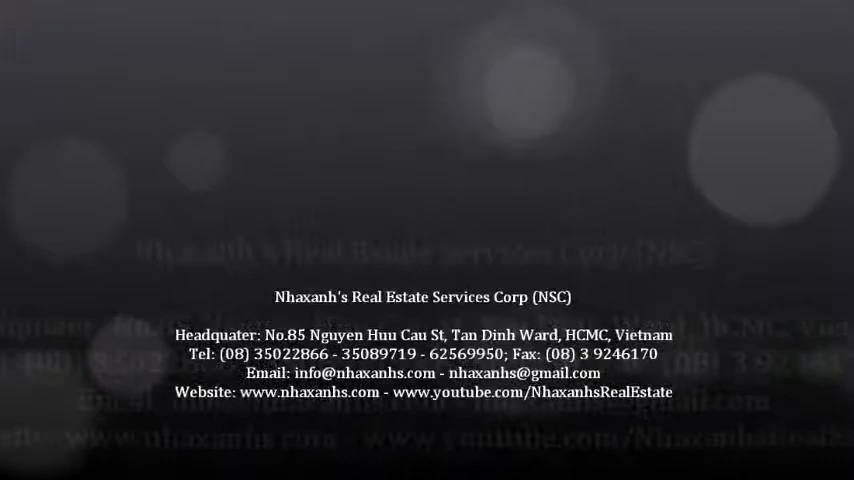 Nhaxanh's Real Estate Services Corp (NSC)
Headquater: No.85 Nguyen Huu Cau St, Tan Dinh Ward, HCMC, Vietnam
Tel: (08) 35022866 - 35089719 - 62569950; Fax: (08) 3 9246170
Email: info@nhaxanhs.com - nhaxanhs@gmail.com
Website: www.nhaxanhs.com - www.youtube.com/NhaxanhsRealEstate